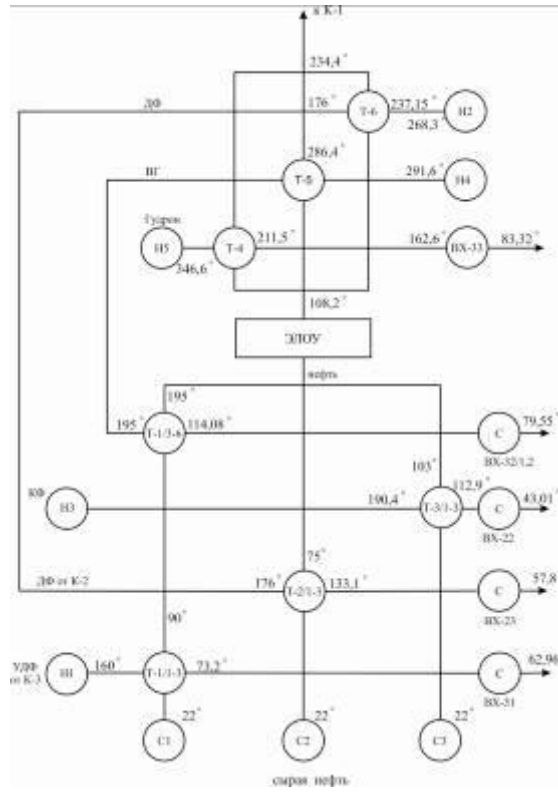 к К-1
234,4°
ДФ
176°
Т-6
237,15°
268,3°
Н2
286,4°
ВГ
Т-5
291,6°
Н4
Гудрон
Н5
346,6°
Т-4
211,5°
162,6°
ВХ-33
83,32°
108,2°
ЭЛОУ
нефть
195°
195°
Т-1/3-6
114,08°
С
79,55°
ВХ-32/1,2
103°
КФ
Н3
190,4°
Т-3/1-3
112,9°
С
43,01°
ВХ-22
75°
ДФ от К-2
176°
Т-2/1-3
133,1°
С
57,8
ВХ-23
90°
УДФ
от К-3
Н1
160°
Т-1/1-3
73,2°
С
62,96
ВХ-31
22°
22°
22°
С1
С2
С3
сырая нефть